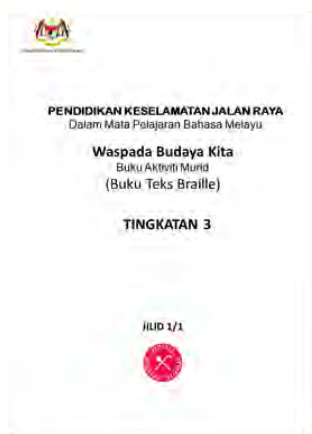 PENDIDIKAN KESELAMATAN JALAN RAYA
Dalam Mata Pelajaran Bahasa Melayu
Waspada Budaya Kita
Buku Aktiviti Murid
(Buku Teks Braille)
TINGKATAN 3
JILID 1/1